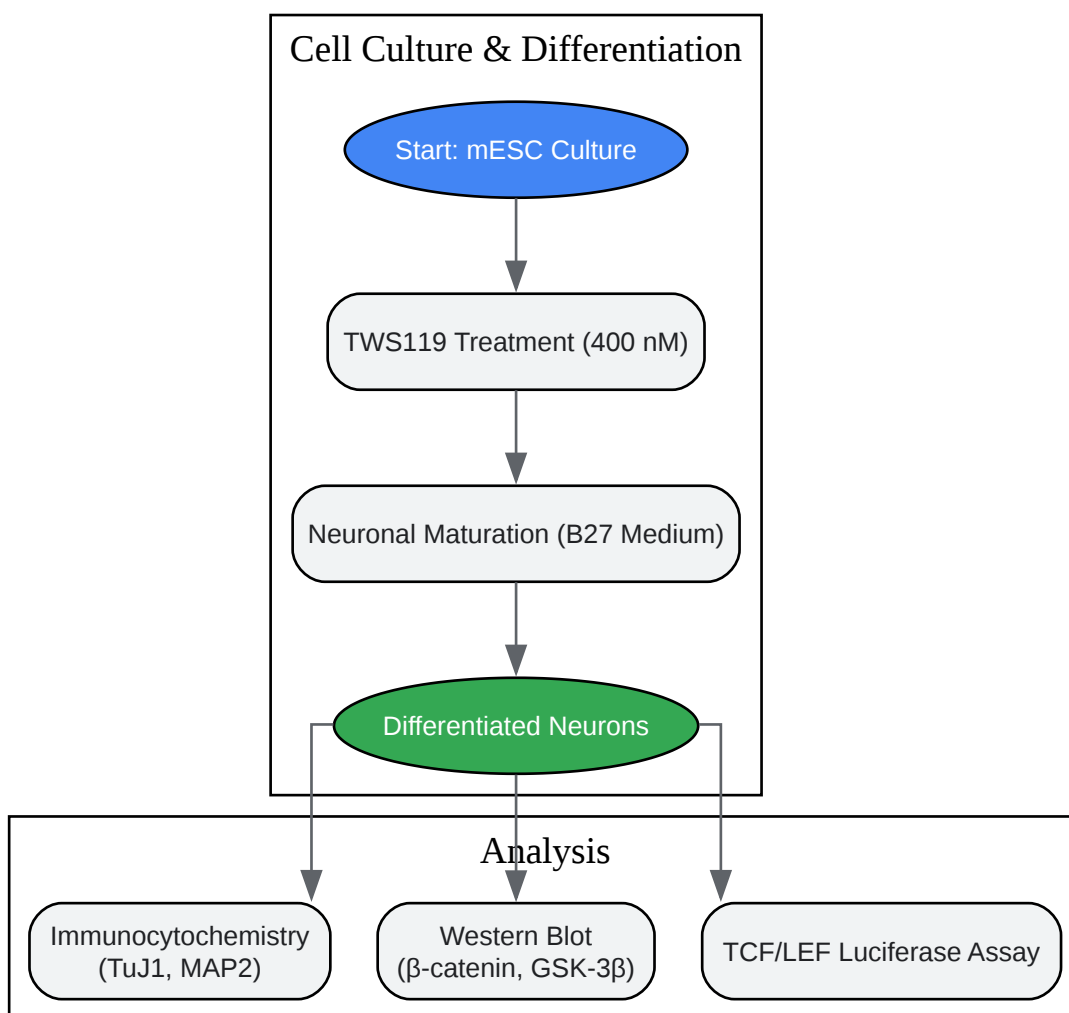 Cell Culture & Differentiation
Start: mESC Culture
TWS119 Treatment (400 nM)
Neuronal Maturation (B27 Medium)
Differentiated Neurons
Analysis
Immunocytochemistry
(TuJ1, MAP2)
Western Blot
(β-catenin, GSK-3β)
TCF/LEF Luciferase Assay